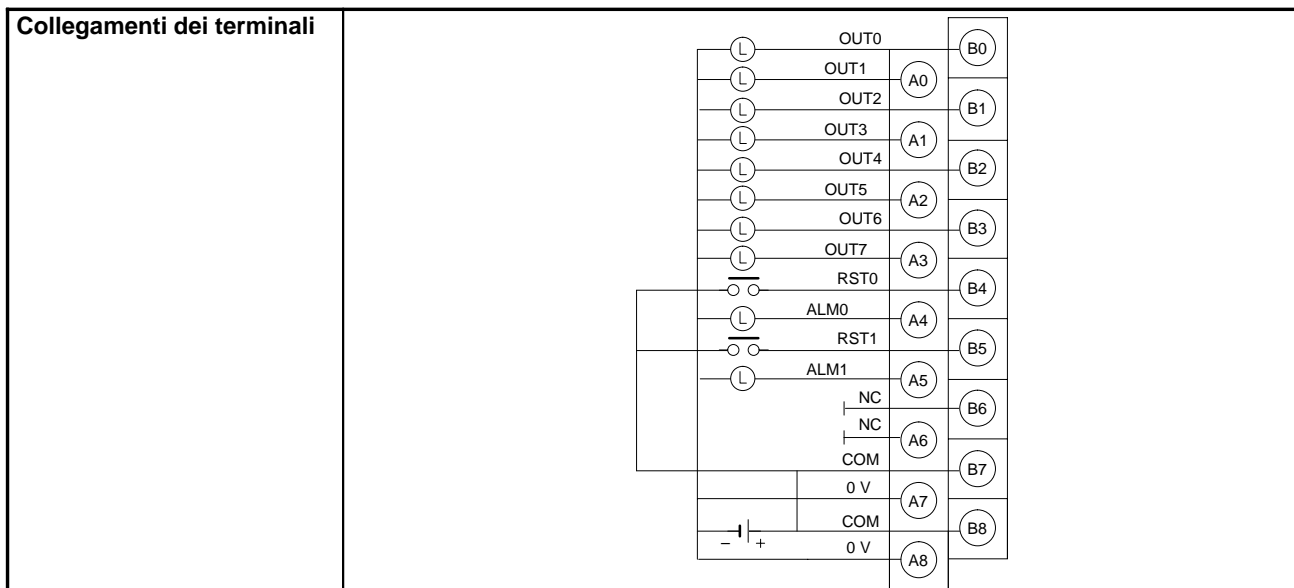 Collegamenti dei terminali
OUT0
L
B0
OUT1
L
A0
OUT2
L
B1
OUT3
L
A1
OUT4
L
B2
OUT5
L
A2
OUT6
L
B3
OUT7
L
A3
RST0
B4
ALM0
L
A4
RST1
B5
ALM1
L
A5
NC
B6
NC
A6
COM
B7
0 V
A7
COM
– +
B8
0 V
A8